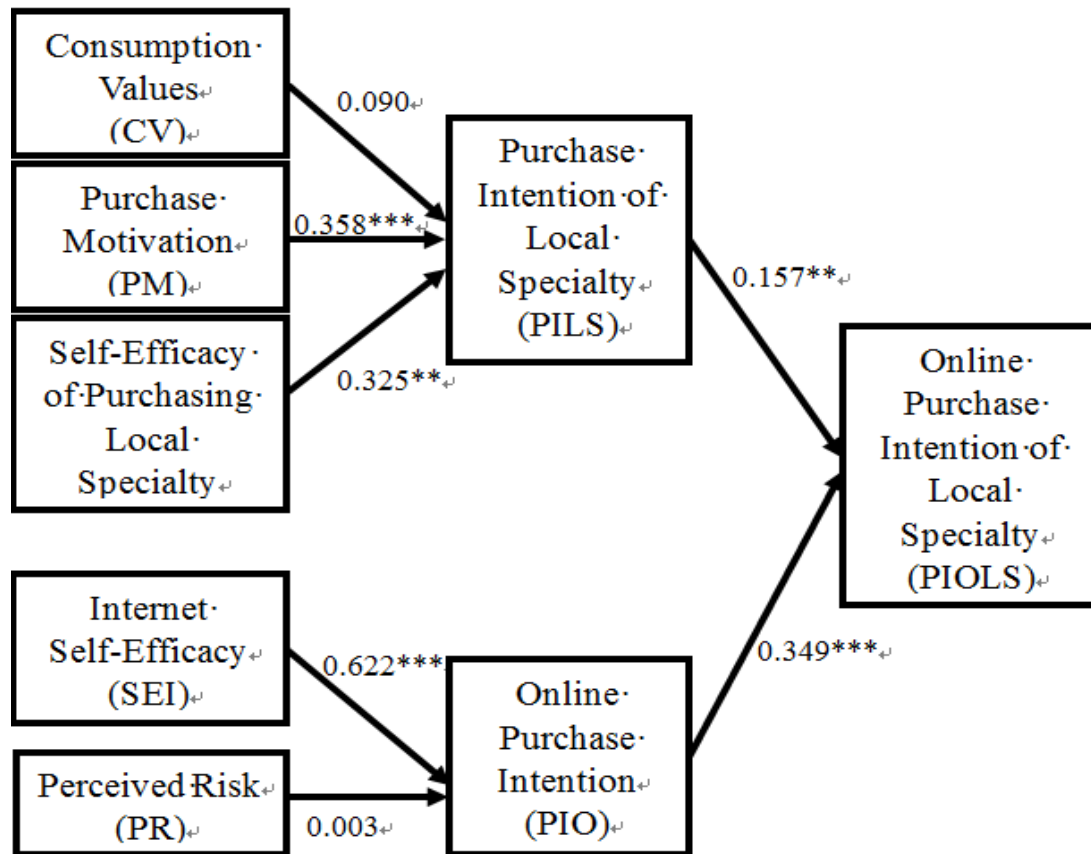 Consumption
Values
(CV)
0.090
Purchase
Motivation
(PM)
0.358***
Self-Efficacy
of Purchasing
Local
Specialty
0.325**
Purchase
Intention of
Local
Specialty
(PILS)
0.157**
Online
Purchase
Intention of
Local
Specialty
(PIOLS)
Internet
Self-Efficacy
(SEI)
0.622***
Perceived Risk
(PR)
0.003
Online
Purchase
Intention
(PIO)
0.349***